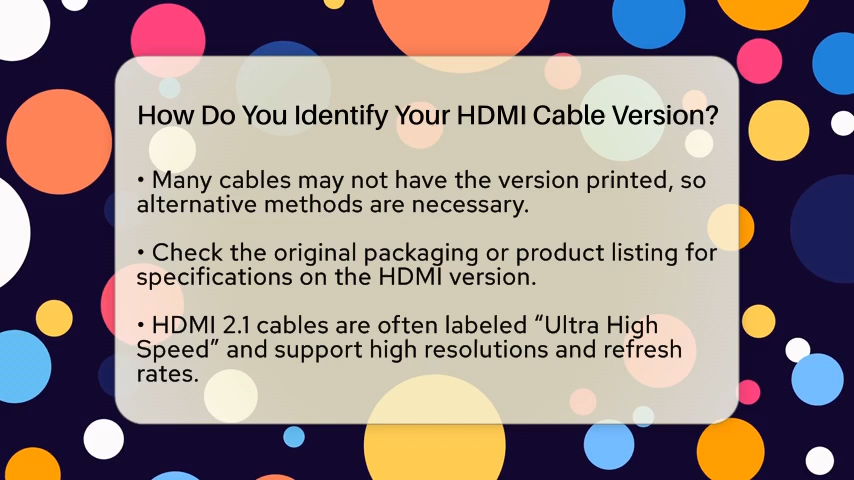 How Do You Identify Your HDMI Cable Version?
• Many cables may not have the version printed, so
alternative methods are necessary.
• Check the original packaging or product listing for
specifications on the HDMI version.
• HDMI 2.1 cables are often labeled “Ultra High
Speed” and support high resolutions and refresh
rates.